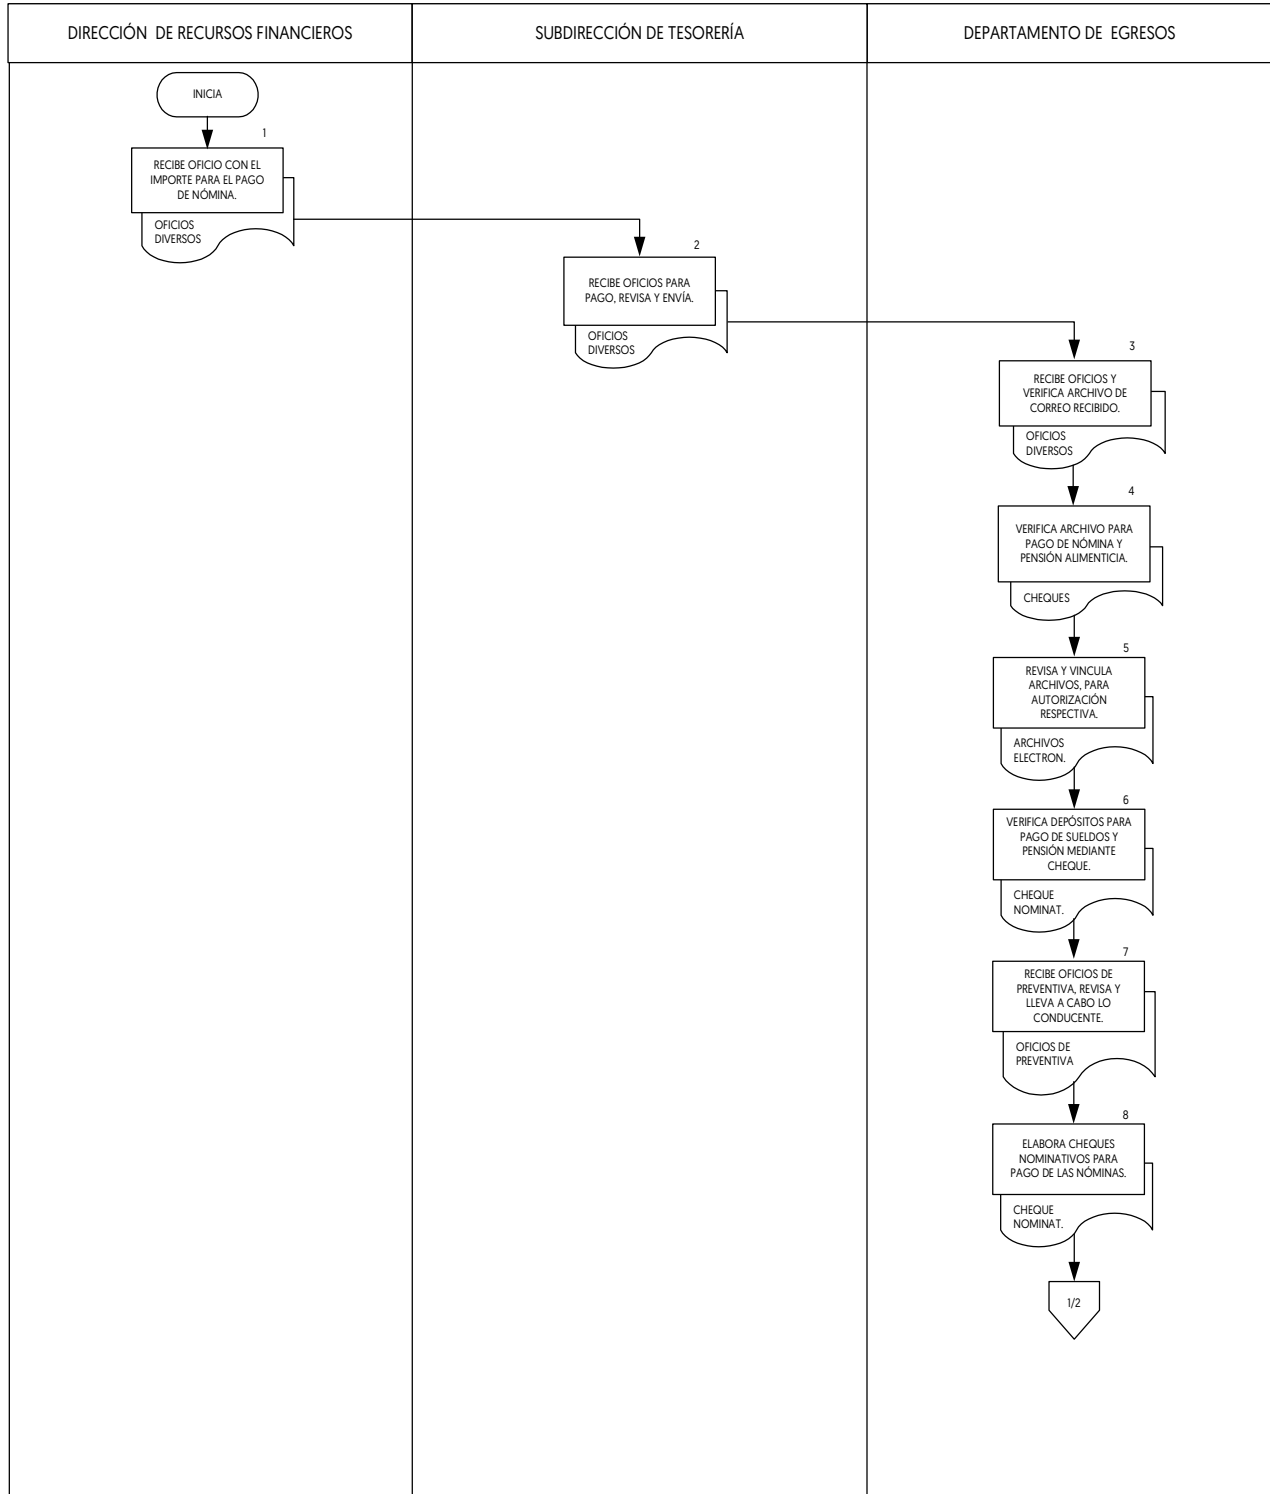 DIRECCIÓN DE RECURSOS FINANCIEROS
SUBDIRECCIÓN DE TESORERÍA
DEPARTAMENTO DE EGRESOS
INICIA
1
RECIBE OFICIO CON EL
IMPORTE PARA EL PAGO
DE NÓMINA.
OFICIOS
DIVERSOS
2
RECIBE OFICIOS PARA
PAGO, REVISA Y ENVÍA.
OFICIOS
DIVERSOS
3
RECIBE OFICIOS Y
VERIFICA ARCHIVO DE
CORREO RECIBIDO.
OFICIOS
DIVERSOS
4
VERIFICA ARCHIVO PARA
PAGO DE NÓMINA Y
PENSIÓN ALIMENTICIA.
CHEQUES
5
REVISA Y VINCULA
ARCHIVOS, PARA
AUTORIZACIÓN
RESPECTIVA.
ARCHIVOS
ELECTRON.
6
VERIFICA DEPÓSITOS PARA
PAGO DE SUELDOS Y
PENSIÓN MEDIANTE
CHEQUE.
CHEQUE
NOMINAT.
7
RECIBE OFICIOS DE
PREVENTIVA, REVISA Y
LLEVA A CABO LO
CONDUCENTE.
OFICIOS DE
PREVENTIVA
8
ELABORA CHEQUES
NOMINATIVOS PARA
PAGO DE LAS NÓMINAS.
CHEQUE
NOMINAT.
1/2